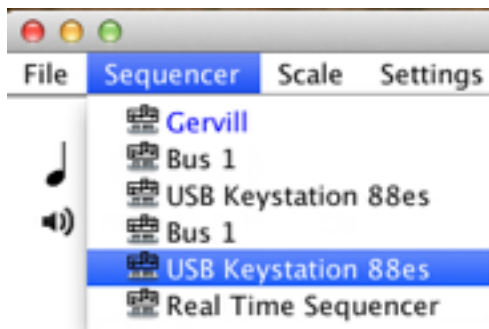 File Sequencer Scale Settings
Gervill
Bus 1
USB Keystation 88es
Bus 1
USB Keystation 88es
Real Time Sequencer